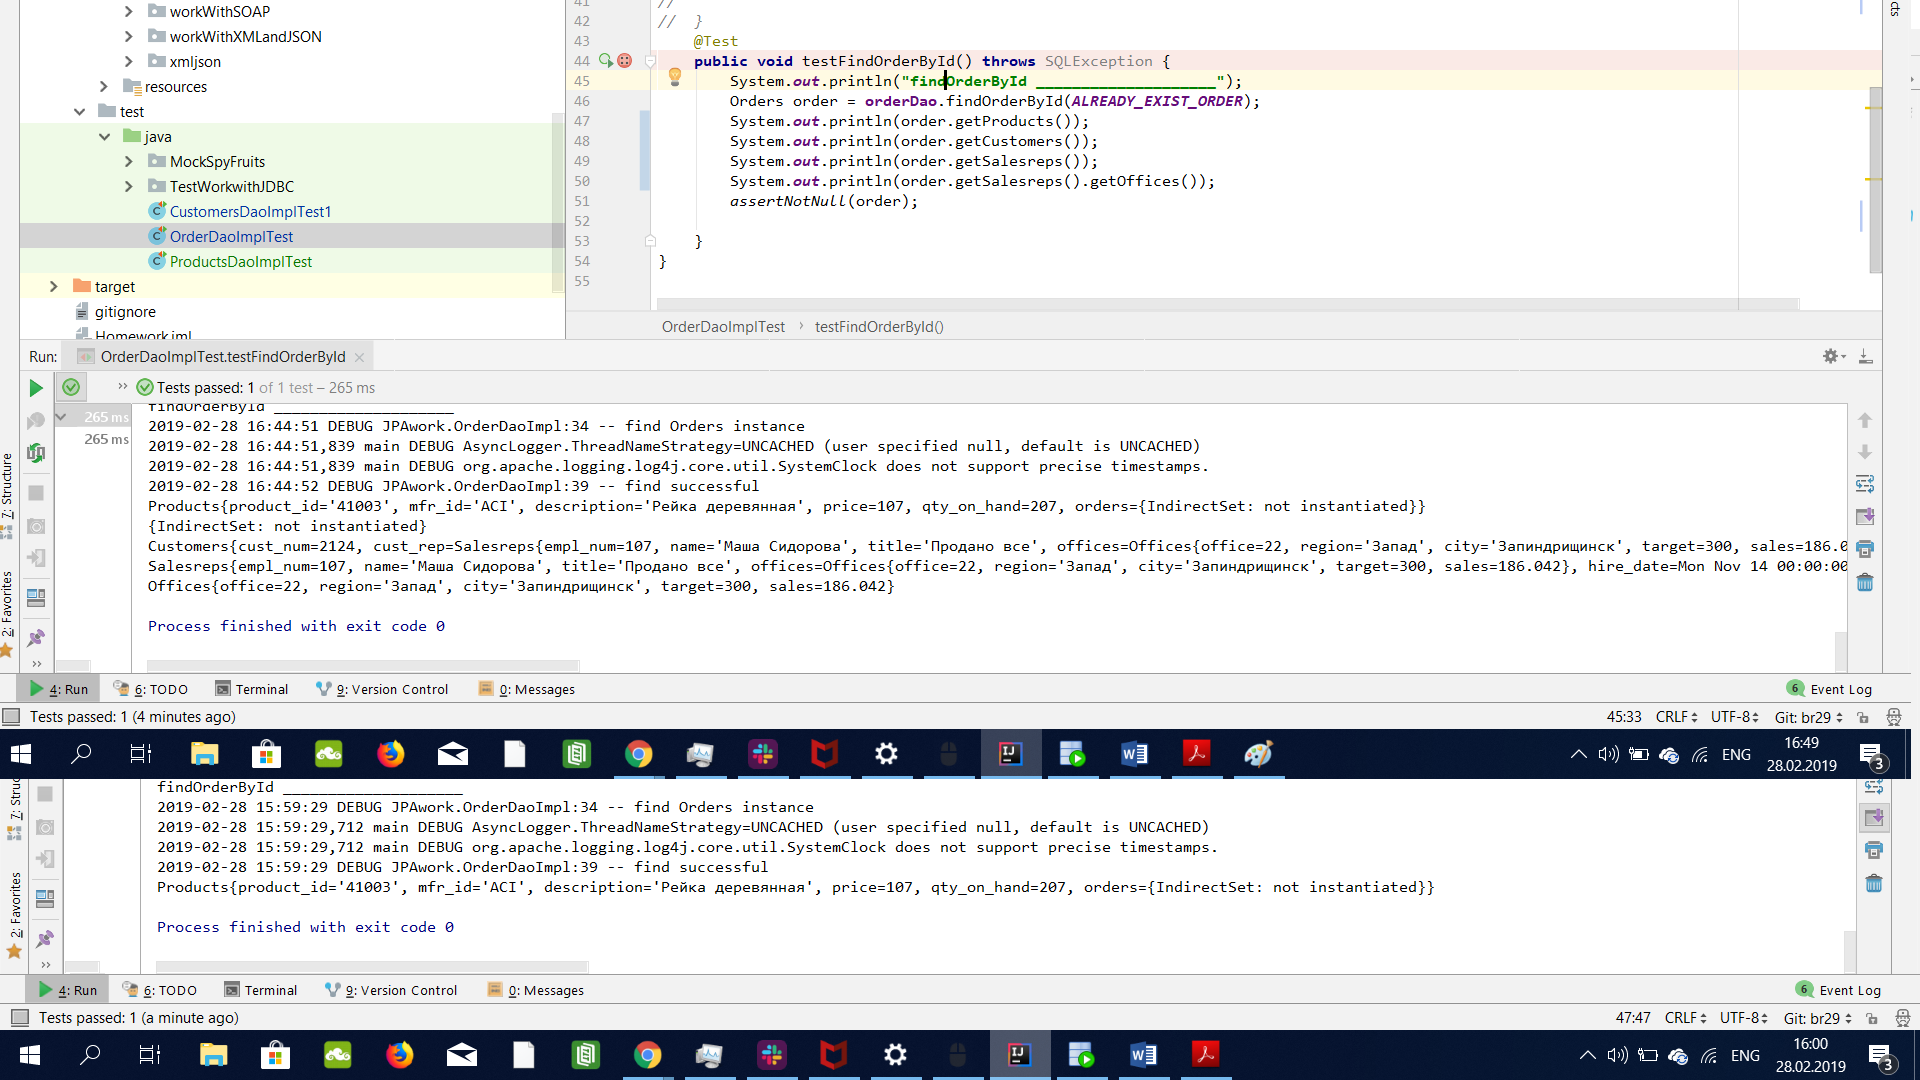 workWithSOAP
workWithXMLandJSON
xmljson
resources
test
java
MockSpyFruits
TestWorkwithJDBC
CustomersDaoImplTest1
OrderDaoImplTest
ProductsDaoImplTest
target
gitignore
Homework.iml
41 //
42 // }
43 @Test
44 public void testFindOrderById() throws SQLException {
45 System.out.println("findOrderById ____________________");
46 Orders order = orderDao.findOrderById(ALREADY_EXIST_ORDER);
47 System.out.println(order.getProducts());
48 System.out.println(order.getCustomers());
49 System.out.println(order.getSalesreps());
50 System.out.println(order.getSalesreps().getOffices());
51 assertNotNull(order);
52
53 }
54 }
55
OrderDaoImplTest › testFindOrderById()
cts
Run: OrderDaoImplTest.testFindOrderById
Tests passed: 1 of 1 test – 265 ms
265 ms
265 ms
findOrderById ____________________
2019-02-28 16:44:51 DEBUG JPAwork.OrderDaoImpl:34 -- find Orders instance
2019-02-28 16:44:51,839 main DEBUG AsyncLogger.ThreadNameStrategy=UNCACHED (user specified null, default is UNCACHED)
2019-02-28 16:44:51,839 main DEBUG org.apache.logging.log4j.core.util.SystemClock does not support precise timestamps.
2019-02-28 16:44:52 DEBUG JPAwork.OrderDaoImpl:39 -- find successful
Products{product_id='41003', mfr_id='ACI', description='Рейка деревянная', price=107, qty_on_hand=207, orders={IndirectSet: not instantiated}}
{IndirectSet: not instantiated}
Customers{cust_num=2124, cust_rep=Salesreps{empl_num=107, name='Маша Сидорова', title='Продано все', offices=Offices{office=22, region='Запад', city='Запиндрищинск', target=300, sales=186.0
Salesreps{empl_num=107, name='Маша Сидорова', title='Продано все', offices=Offices{office=22, region='Запад', city='Запиндрищинск', target=300, sales=186.042}, hire_date=Mon Nov 14 00:00:00
Offices{office=22, region='Запад', city='Запиндрищинск', target=300, sales=186.042}
Process finished with exit code 0
7: Structure
2: Favorites
4: Run 6: TODO Terminal 9: Version Control 0: Messages 6 Event Log
Tests passed: 1 (4 minutes ago) 45:33 CRLF UTF-8 Git: br29
ENG 16:49 3
28.02.2019
findOrderById ____________________
2019-02-28 15:59:29 DEBUG JPAwork.OrderDaoImpl:34 -- find Orders instance
2019-02-28 15:59:29,712 main DEBUG AsyncLogger.ThreadNameStrategy=UNCACHED (user specified null, default is UNCACHED)
2019-02-28 15:59:29,712 main DEBUG org.apache.logging.log4j.core.util.SystemClock does not support precise timestamps.
2019-02-28 15:59:29 DEBUG JPAwork.OrderDaoImpl:39 -- find successful
Products{product_id='41003', mfr_id='ACI', description='Рейка деревянная', price=107, qty_on_hand=207, orders={IndirectSet: not instantiated}}
Process finished with exit code 0
7: Struc
2: Favorites
4: Run 6: TODO Terminal 9: Version Control 0: Messages 6 Event Log
Tests passed: 1 (a minute ago) 47:47 CRLF UTF-8 Git: br29
ENG 16:00 3
28.02.2019